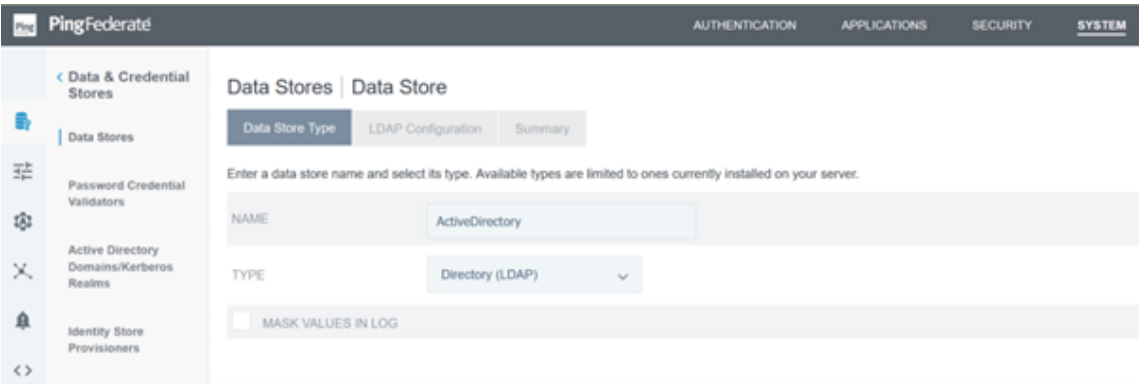 Ping PingFederate AUTHENTICATION APPLICATIONS SECURITY SYSTEM
< Data & Credential
Stores
Data Stores
Password Credential
Validators
Active Directory
Domains/Kerberos
Realms
Identity Store
Provisioners
Data Stores | Data Store
Data Store Type LDAP Configuration Summary
Enter a data store name and select its type. Available types are limited to ones currently installed on your server.
NAME ActiveDirectory
TYPE Directory (LDAP)
MASK VALUES IN LOG